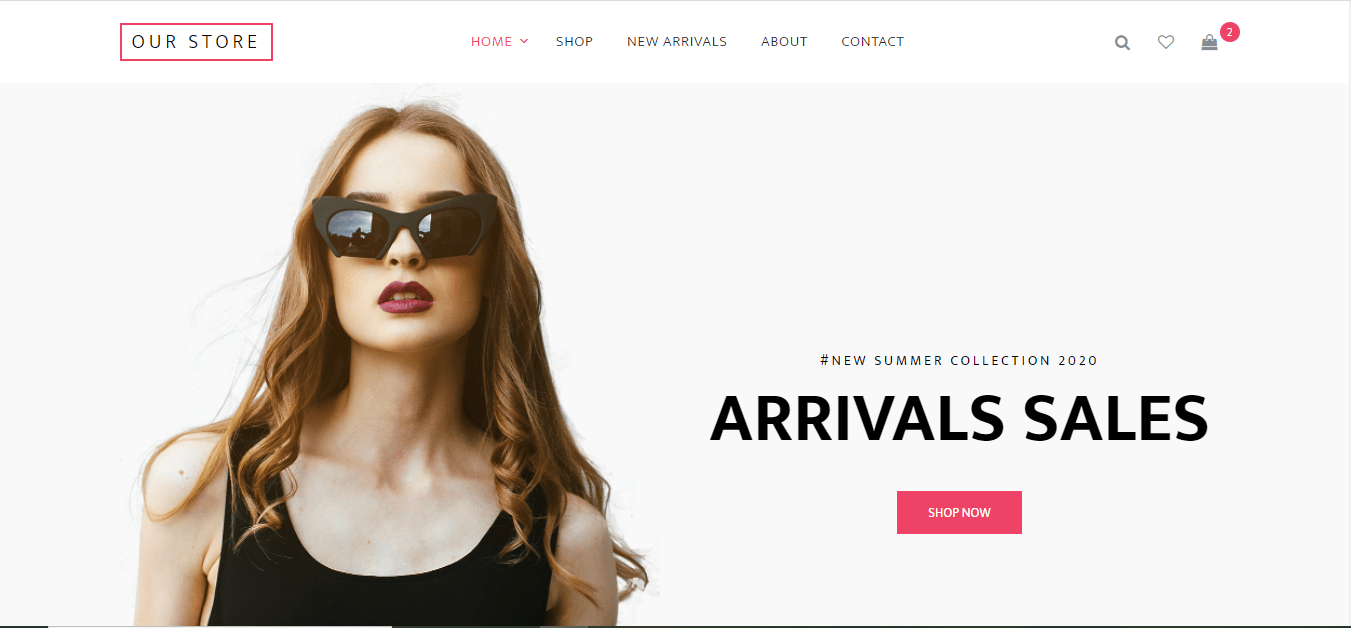 OUR STORE
HOME SHOP NEW ARRIVALS ABOUT CONTACT
2
#NEW SUMMER COLLECTION 2020
ARRIVALS SALES
SHOP NOW